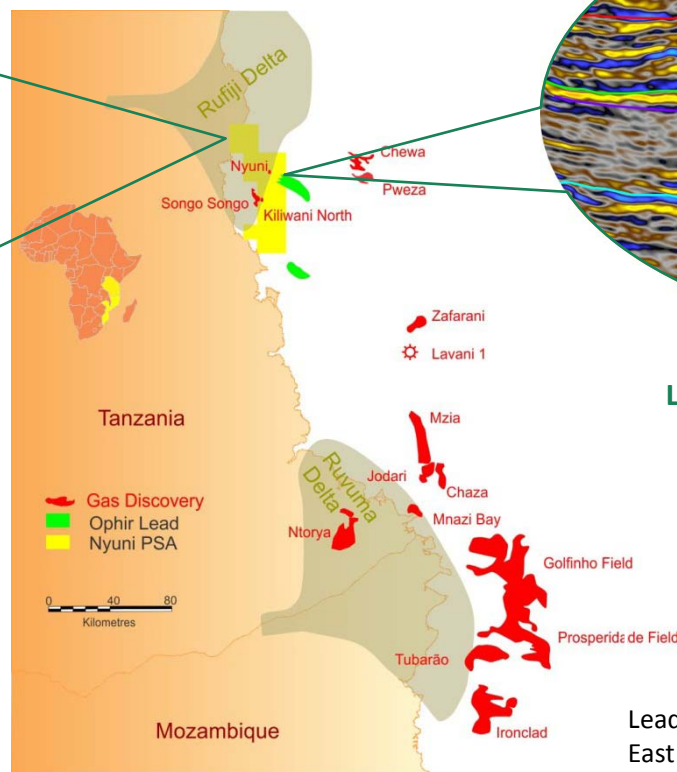 Rufiji Delta
Nyuni
Chewa
Pweza
Songo Songo
Kiliwani North
Zafarani
Lavani 1
L
Tanzania
Mzia
Jodari
Chaza
Ruvuma
Delta
Mnazi Bay
Gas Discovery
Ophir Lead
Nyuni PSA
Ntorya
Golfinho Field
0 40 80
Kilometres
Prosperidade Field
Tubarão
Mozambique
Ironclad
Lead
East